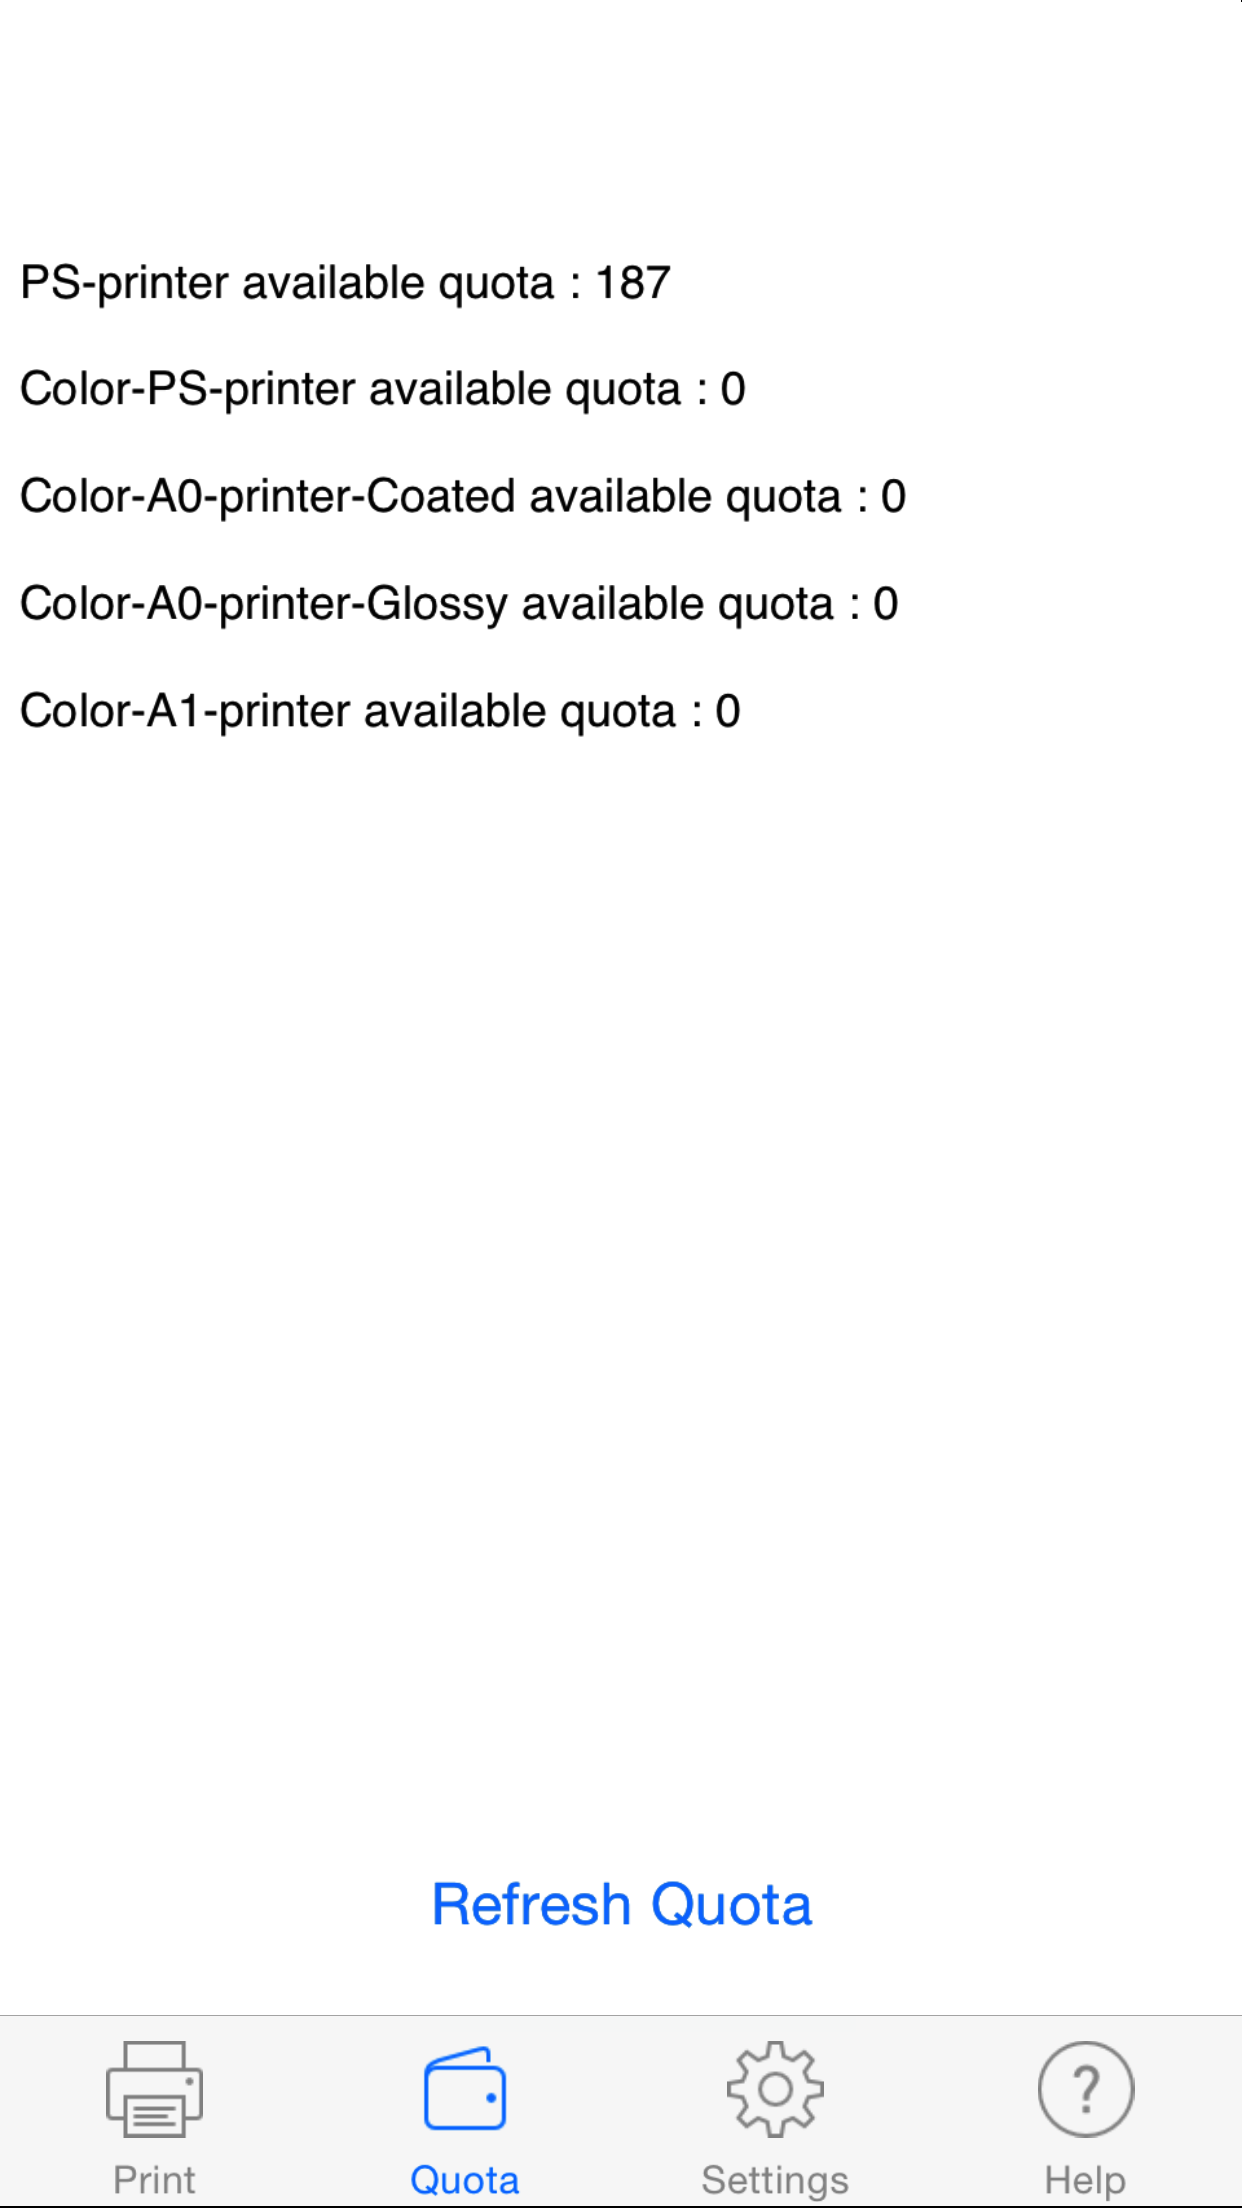 PS-printer available quota : 187
Color-PS-printer available quota : 0
Color-A0-printer-Coated available quota : 0
Color-A0-printer-Glossy available quota : 0
Color-A1-printer available quota : 0
Refresh Quota
Print Quota Settings Help